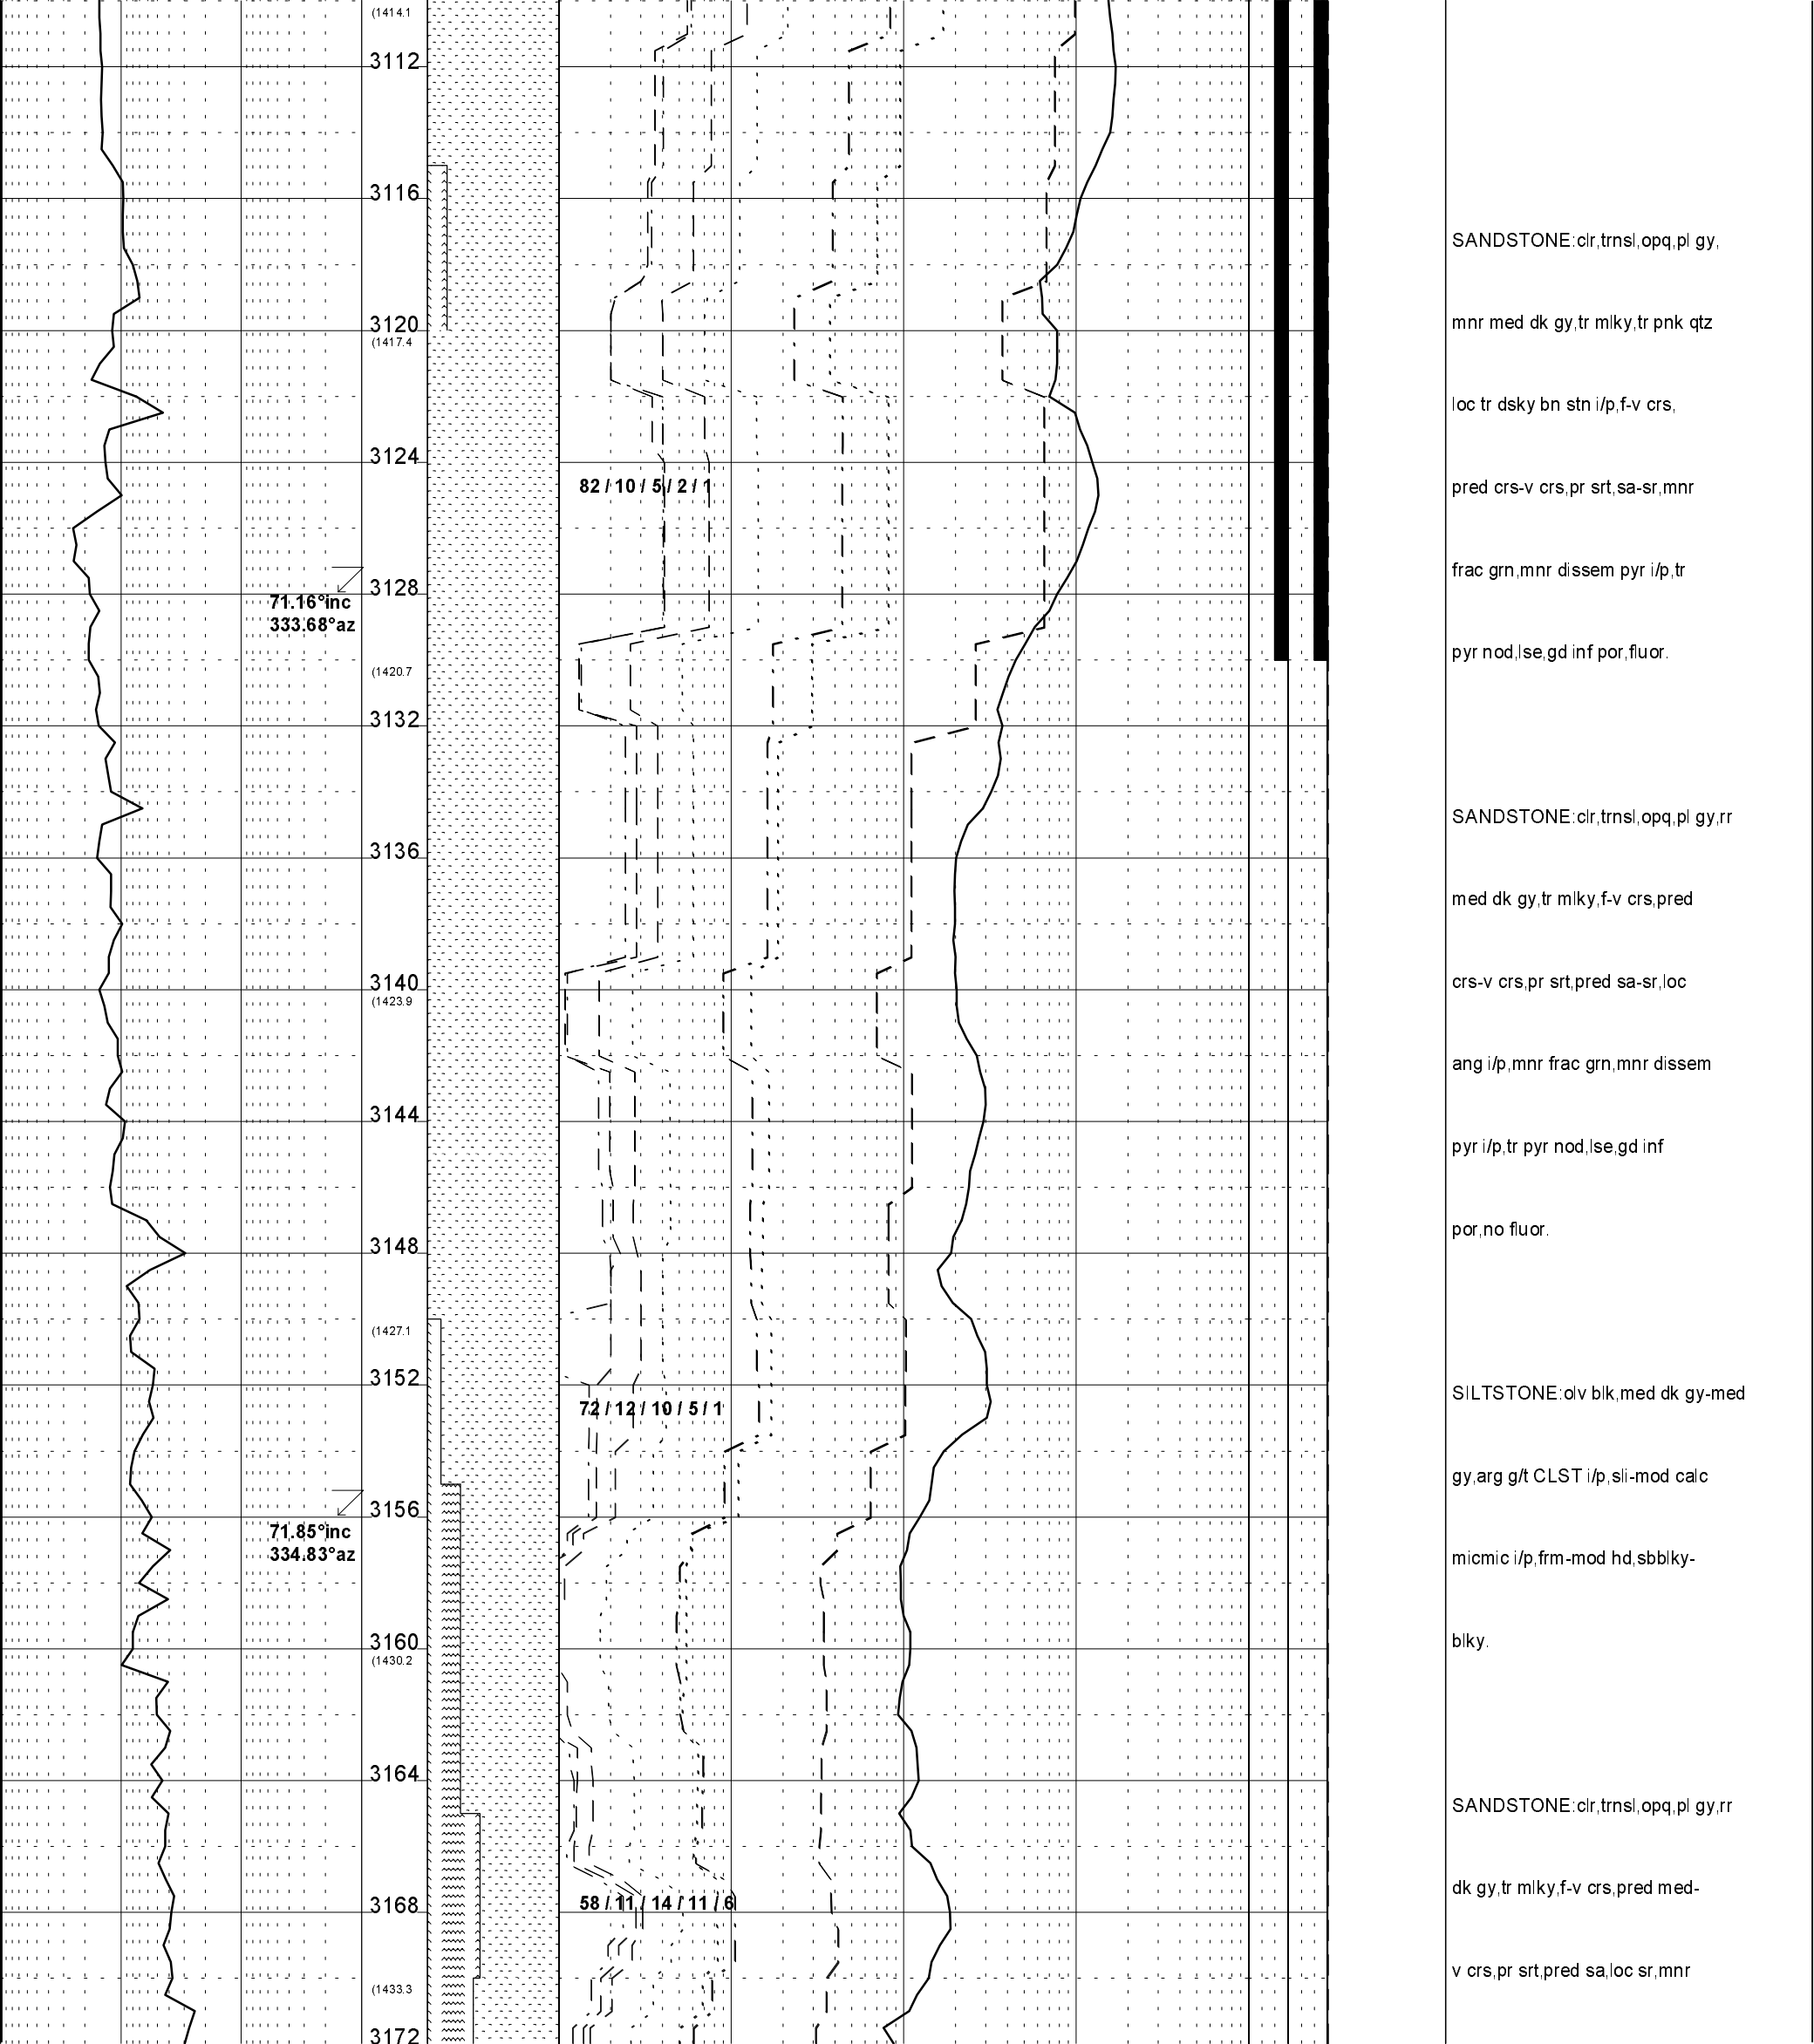 (1414.1
3112
3116
SANDSTONE:clr,trnsl,opq,pl gy,
3120
mnr med dk gy,tr mlky,tr pnk qtz
(1417.4
loc tr dsky bn stn i/p,f-v crs,
3124
82 / 10 / 5 / 2 / 1
pred crs-v crs,pr srt,sa-sr,mnr
frac grn,mnr dissem pyr i/p,tr
3128
71.16°inc
333.68°az
pyr nod,lse,gd inf por,fluor.
(1420.7
3132
SANDSTONE:clr,trnsl,opq,pl gy,rr
3136
med dk gy,tr mlky,f-v crs,pred
3140
crs-v crs,pr srt,pred sa-sr,loc
(1423.9
ang i/p,mnr frac grn,mnr dissem
3144
pyr i/p,tr pyr nod,lse,gd inf
por,no fluor.
3148
(1427.1
3152
SILTSTONE:olv blk,med dk gy-med
72 / 12 / 10 / 5 / 1
gy,arg g/t CLST i/p,sli-mod calc
3156
71.85°inc
334.83°az
micmic i/p,frm-mod hd,sbblky-
3160
blky.
(1430.2
3164
SANDSTONE:clr,trnsl,opq,pl gy,rr
dk gy,tr mlky,f-v crs,pred med-
3168
58 / 11 / 14 / 11 / 6
v crs,pr srt,pred sa,loc sr,mnr
(1433.3
3172